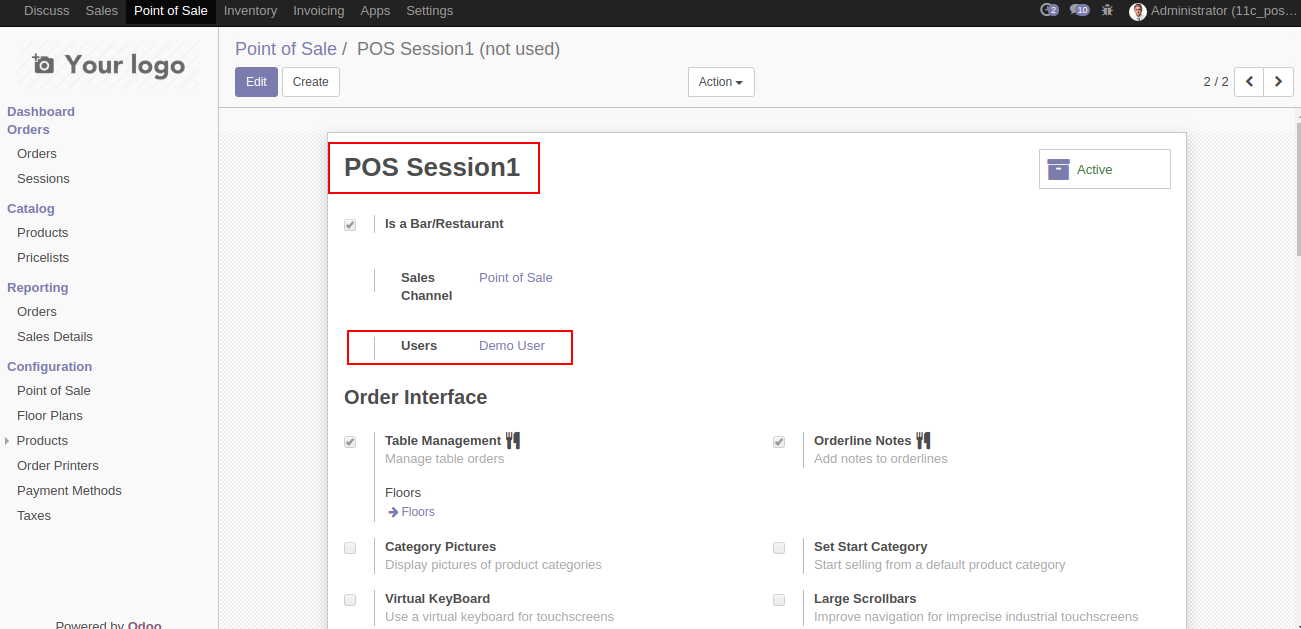 Discuss Sales Point of Sale Inventory Invoicing Apps Settings 2 10 Administrator (11c_pos…
Your logo
Point of Sale / POS Session1 (not used)
Edit Create Action 2 / 2
Dashboard
Orders
Orders
Sessions
Catalog
Products
Pricelists
Reporting
Orders
Sales Details
Configuration
Point of Sale
Floor Plans
Products
Order Printers
Payment Methods
Taxes
Powered by Odoo
POS Session1
Active
Is a Bar/Restaurant
Sales Channel Point of Sale
Users Demo User
Order Interface
Table Management
Manage table orders
Floors
Floors
Orderline Notes
Add notes to orderlines
Category Pictures
Display pictures of product categories
Set Start Category
Start selling from a default product category
Virtual KeyBoard
Use a virtual keyboard for touchscreens
Large Scrollbars
Improve navigation for imprecise industrial touchscreens